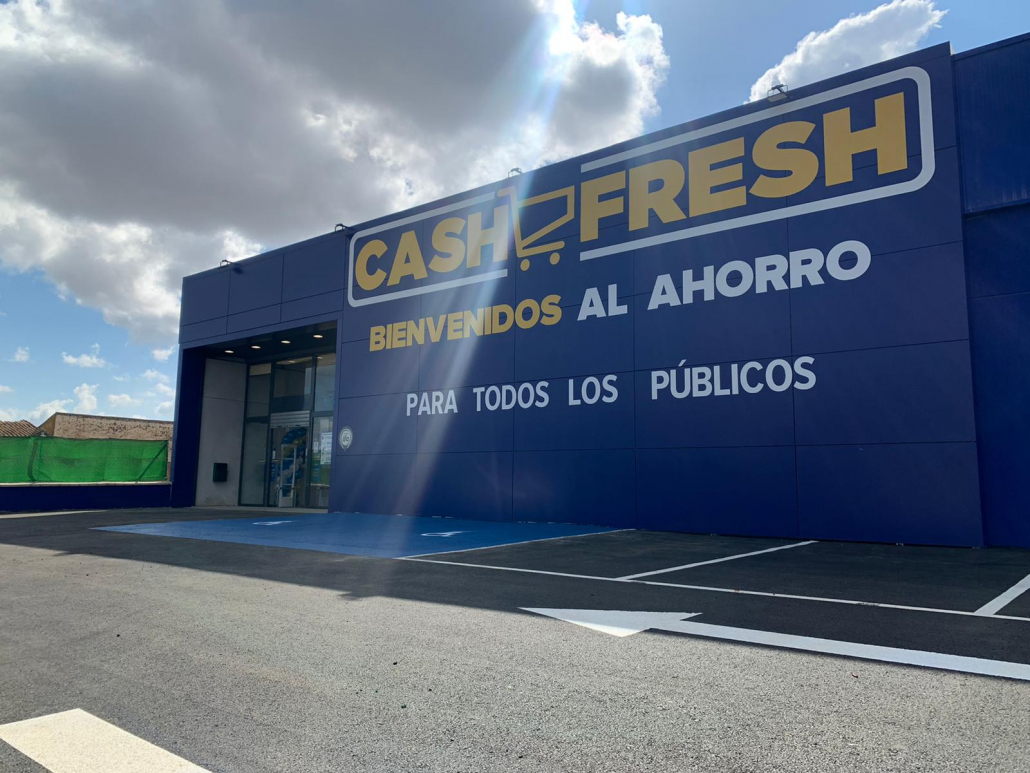 CASH FRESH
BIENVENIDOS AL AHORRO
PARA TODOS LOS PÚBLICOS